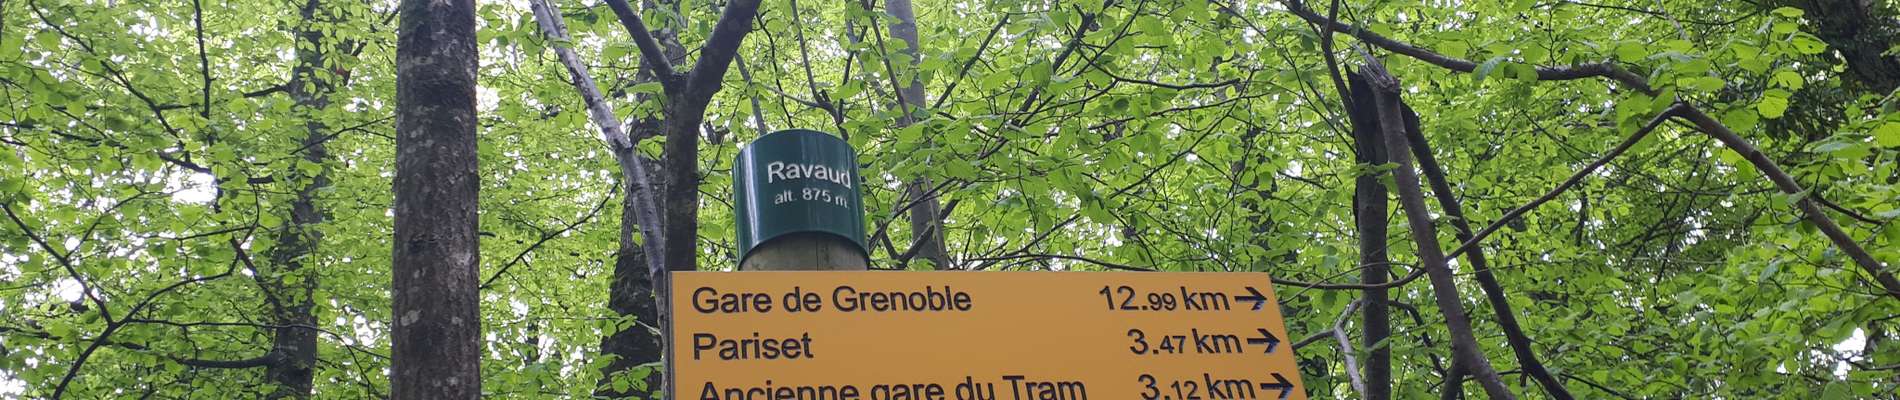 Ravaud
alt. 875 m.
Gare de Grenoble 12.99 km →
Pariset 3.47 km →
Ancienne gare du Tram 3.12 km →